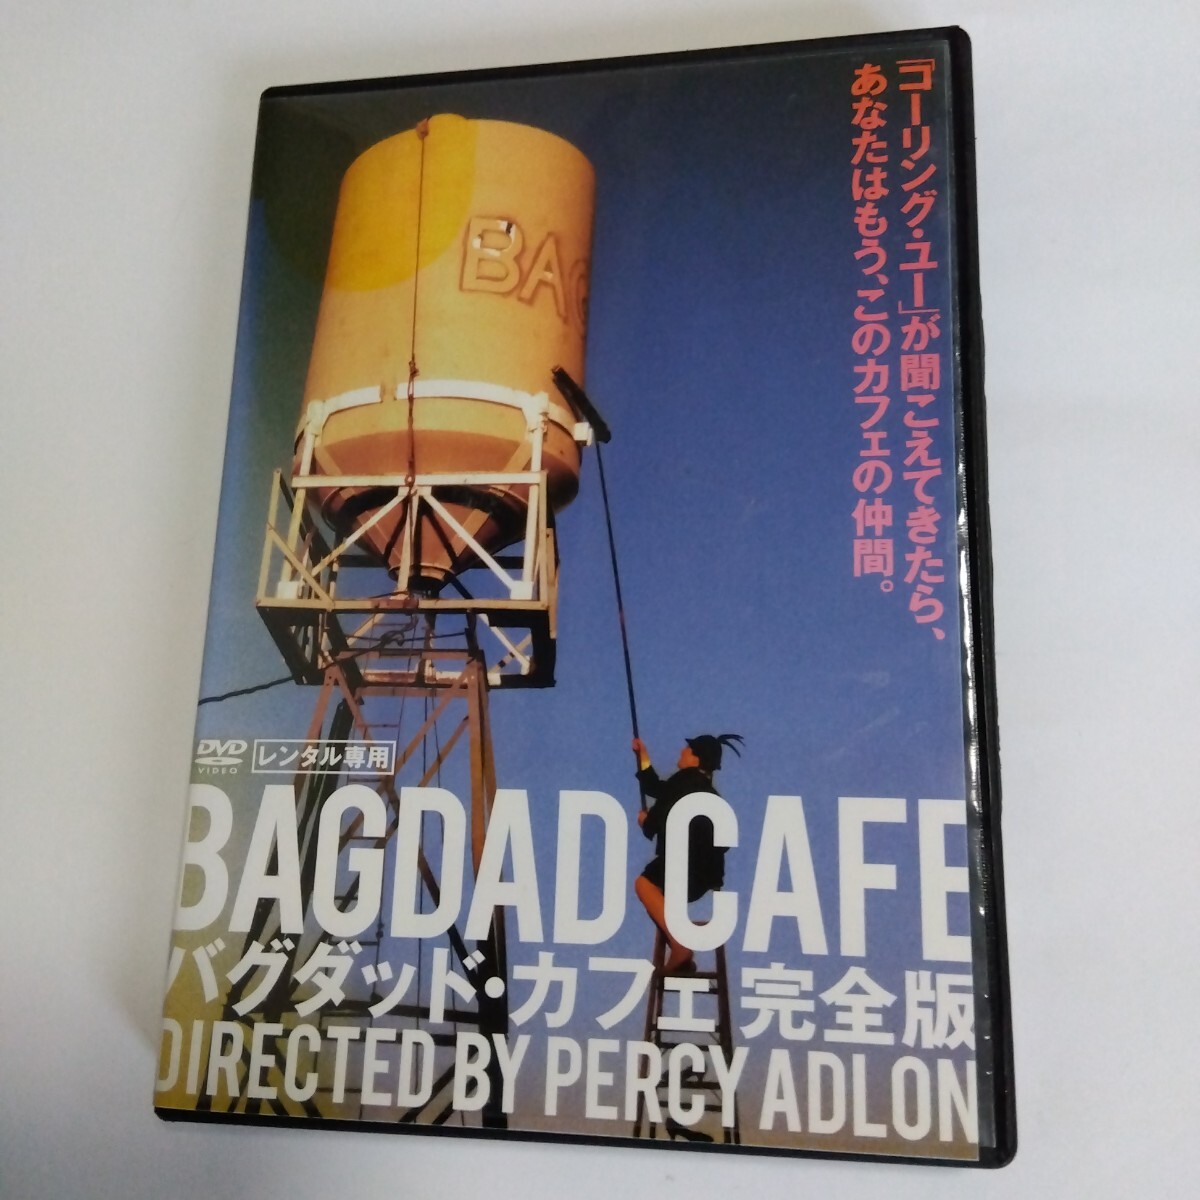 「コーリング・ユー」が聞こえてきたら、
あなたはもう、このカフェの仲間。
BAG
DVD
VIDEO
レンタル専用
BAGDAD CAFE
バグダッド・カフェ 完全版
DIRECTED BY PERCY ADLON